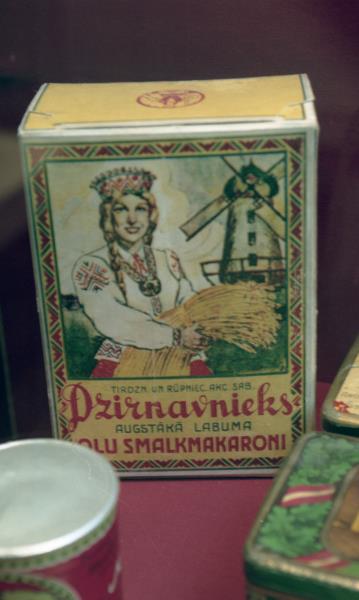 TIRDZN. UN RŪPNIEC. AKC. SAB.
Dzirnavnieks
AUGSTĀKĀ LABUMA
OLU SMALKMAKARONI